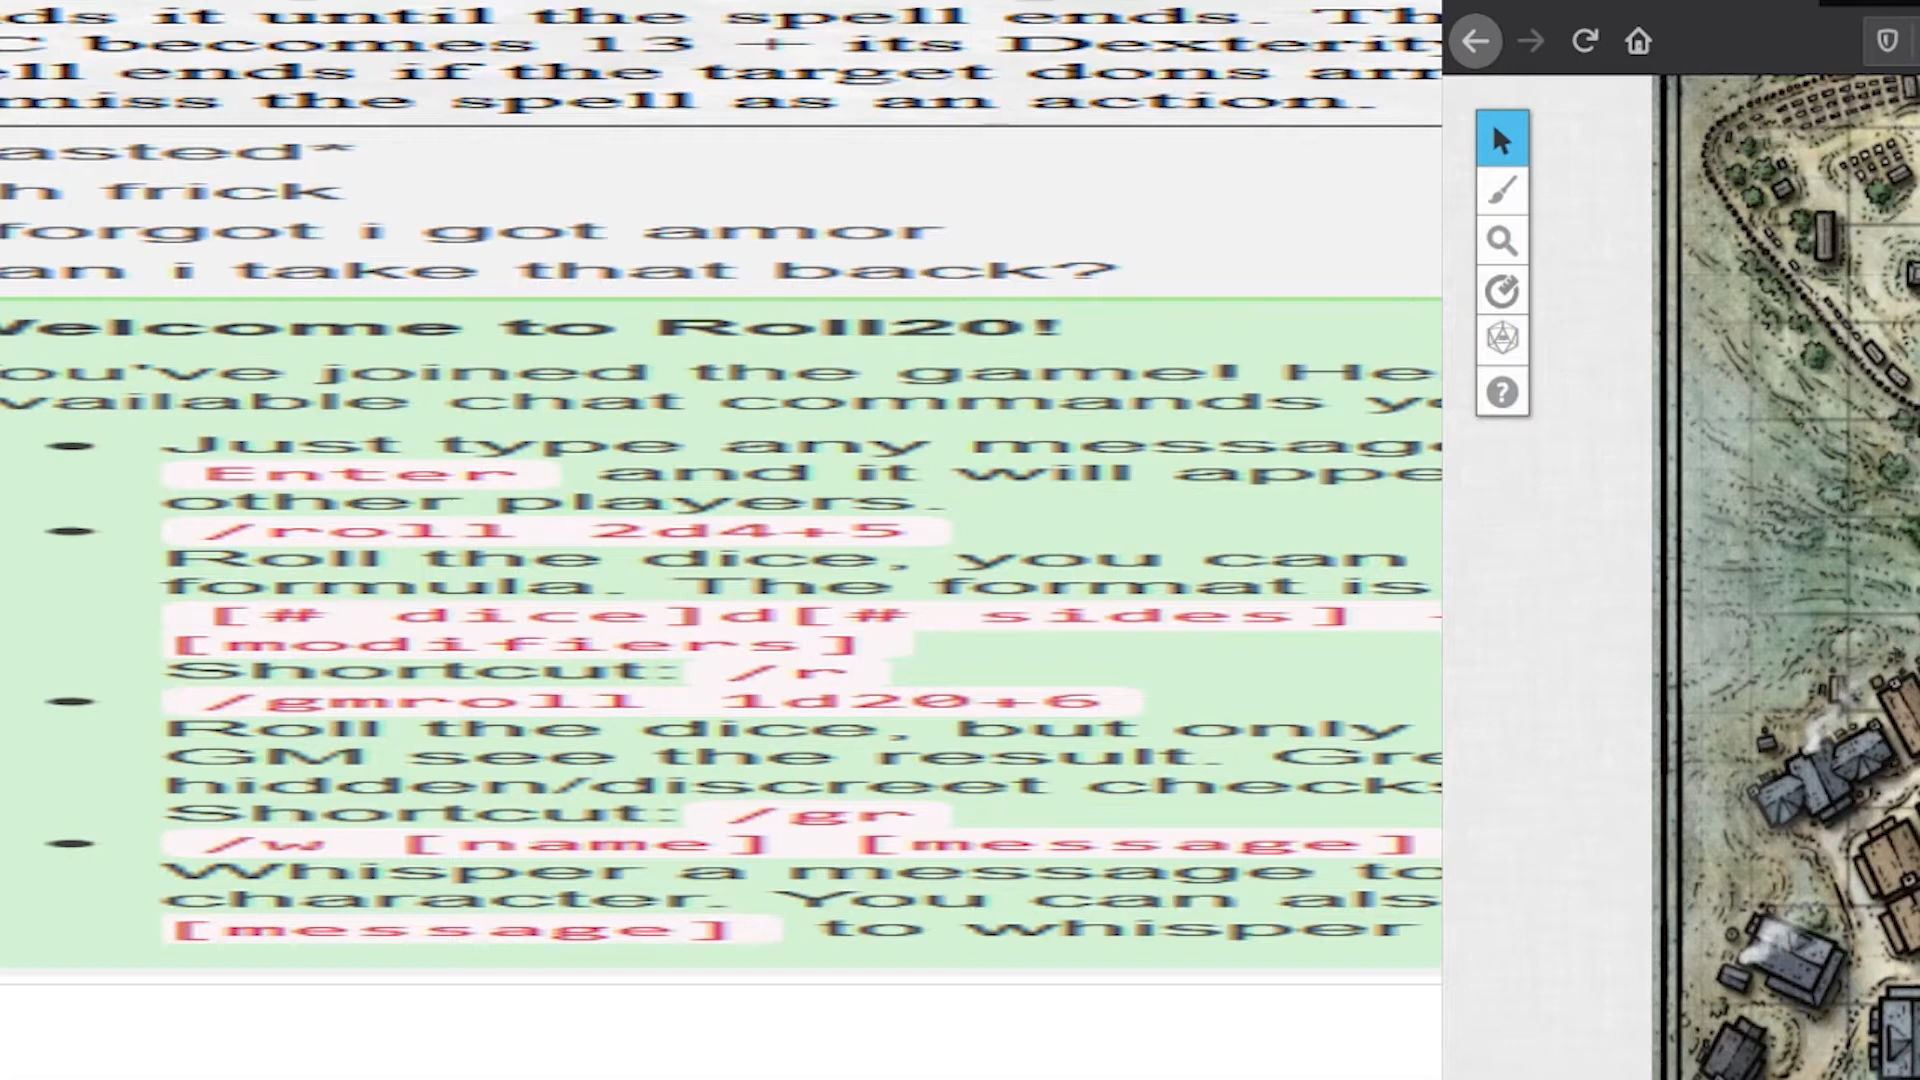 ds it until the spell ends. Th
C becomes 13 + its Dexterity
ell ends if the target dons arm
miss the spell as an action.
asted*
h frick
forgot i got amor
an i take that back?
Welcome to Roll20!
ou've joined the game! He
vailable chat commands yo
Just type any message
Enter and it will appe
other players.
/roll 2d4+5
Roll the dice, you can
formula. The format is
[# dice]d[# sides]
[modifiers]
Shortcut: /r
/gmroll 1d20+6
Roll the dice, but only
GM see the result. Gre
hidden/discreet checks
Shortcut: /gr
/w [name] [message]
Whisper a message to
character. You can als
[message] to whisper